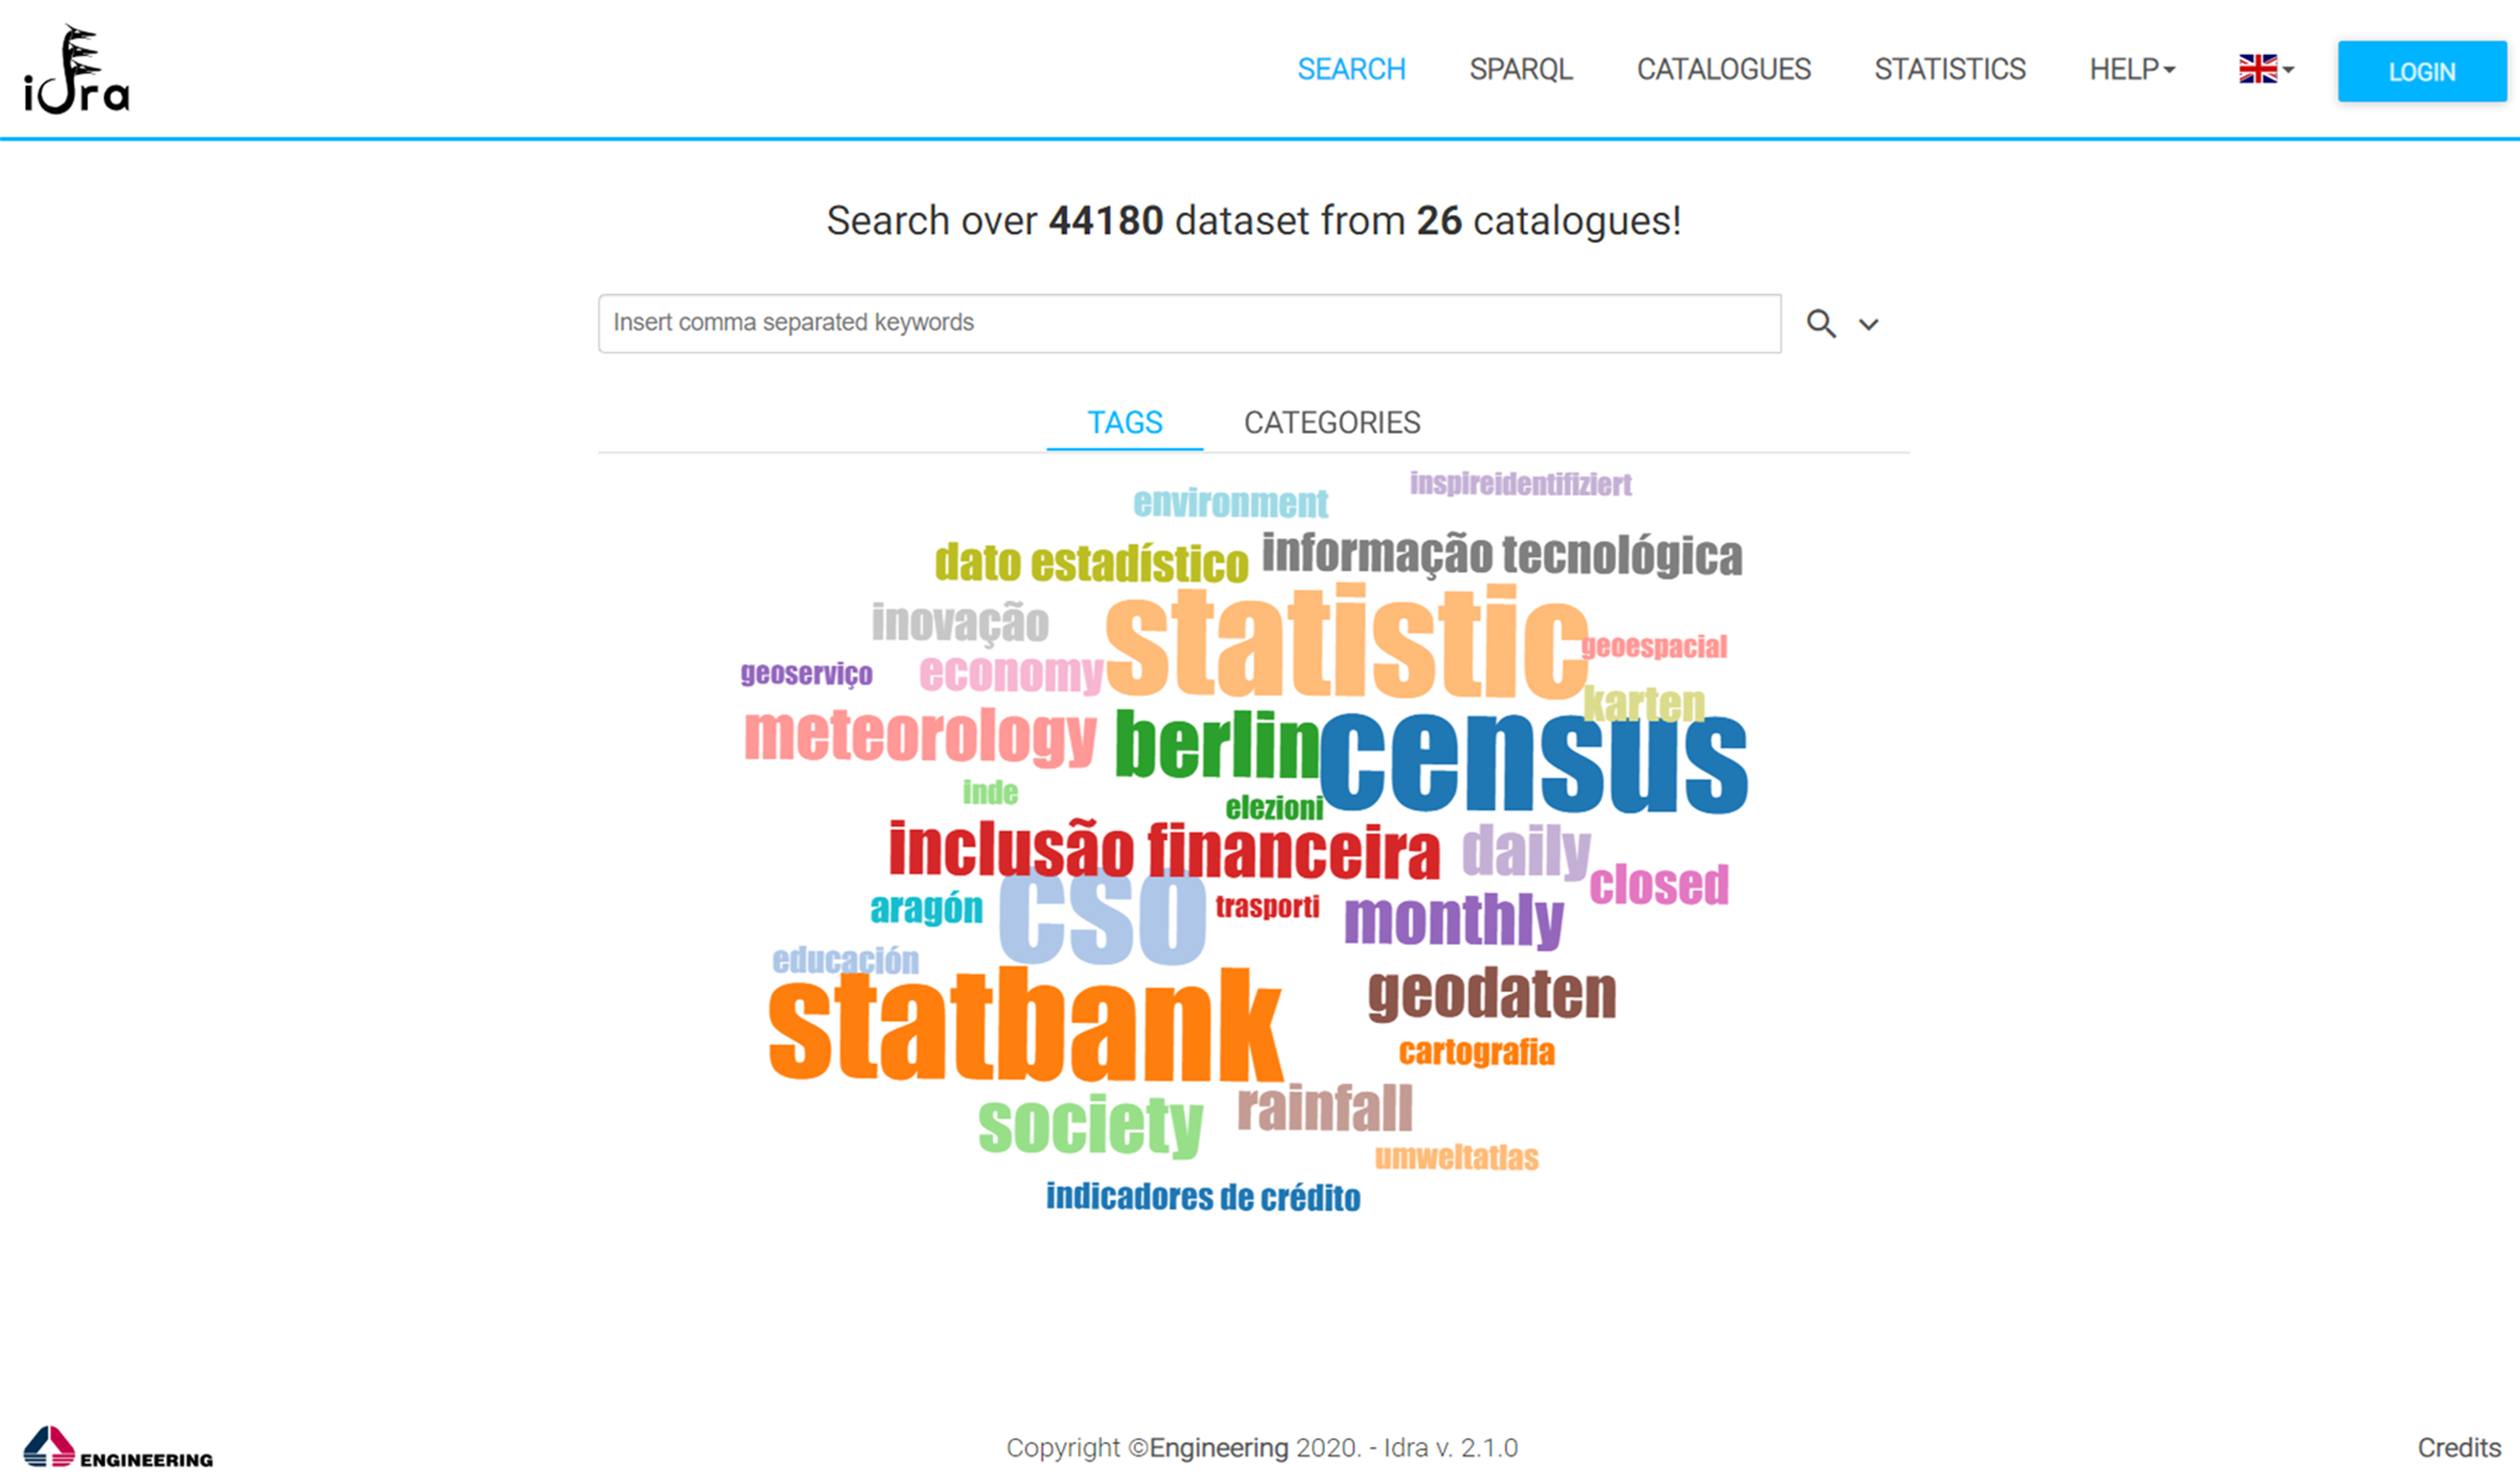 idra
SEARCH
SPARQL
CATALOGUES
STATISTICS
HELP
LOGIN
Search over 44180 dataset from 26 catalogues!
Insert comma separated keywords
TAGS
CATEGORIES
inspireidentifiziert
environment
dato estadístico
informação tecnológica
inovação
statistic
geoespacial
geoserviço
economy
karten
meteorology
berlin
census
inde
elezioni
inclusão financeira
daily
closed
aragón
cso
trasporti
monthly
educación
statbank
geodaten
cartografia
society
rainfall
umweltatlas
indicadores de crédito
ENGINEERING
Copyright ©Engineering 2020. - Idra v. 2.1.0
Credits